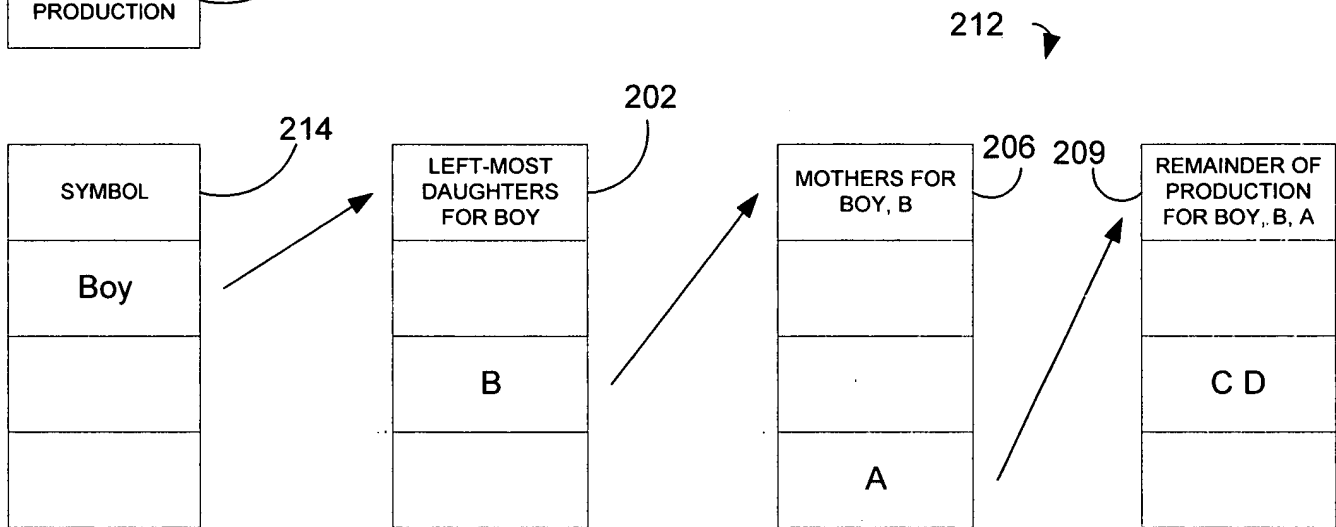 PRODUCTION
212
202
214
206 209
SYMBOL
LEFT-MOST
DAUGHTERS
FOR BOY
MOTHERS FOR
BOY, B
REMAINDER OF
PRODUCTION
FOR BOY, B, A
Boy
B
C D
A